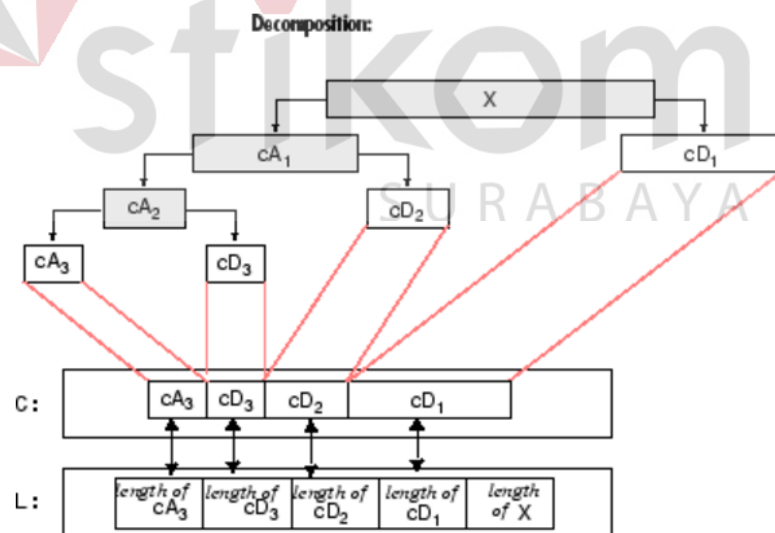 Decomposition:
stikom
SURABAYA
X
cA₁
cD₁
cA₂
cD₂
cA₃
cD₃
C:
cA₃ cD₃ cD₂ cD₁
L:
length of cA₃
length of cD₃
length of cD₂
length of cD₁
length of X